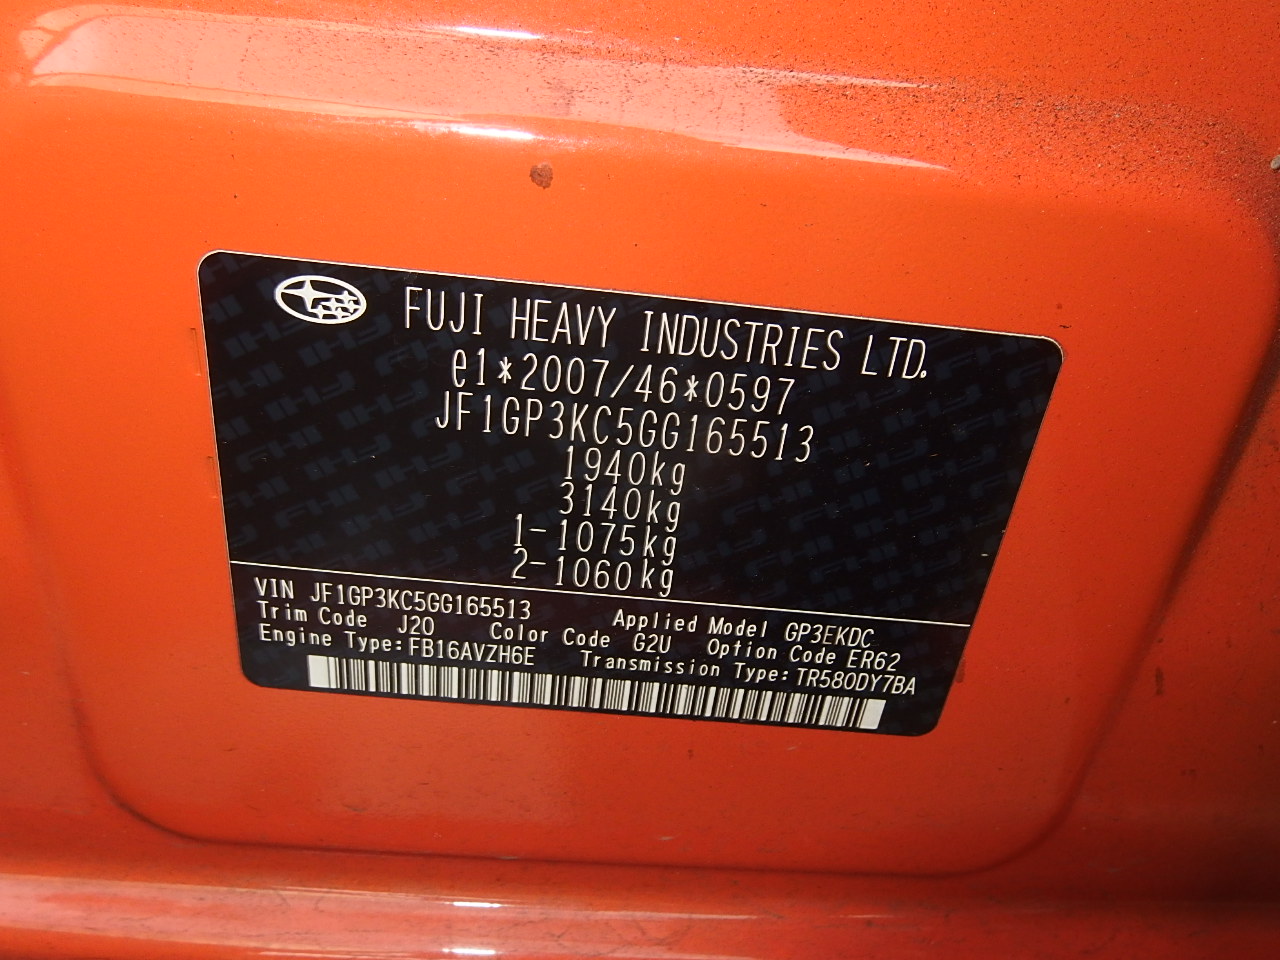 FUJI HEAVY INDUSTRIES LTD.
e1*2007/46*0597
JF1GP3KC5GG165513
1940kg
3140kg
1-1075kg
2-1060kg
VIN JF1GP3KC5GG165513 Applied Model GP3EKDC
Trim Code J20 Color Code G2U Option Code ER62
Engine Type:FB16AVZH6E Transmission Type:TR580DY7BA